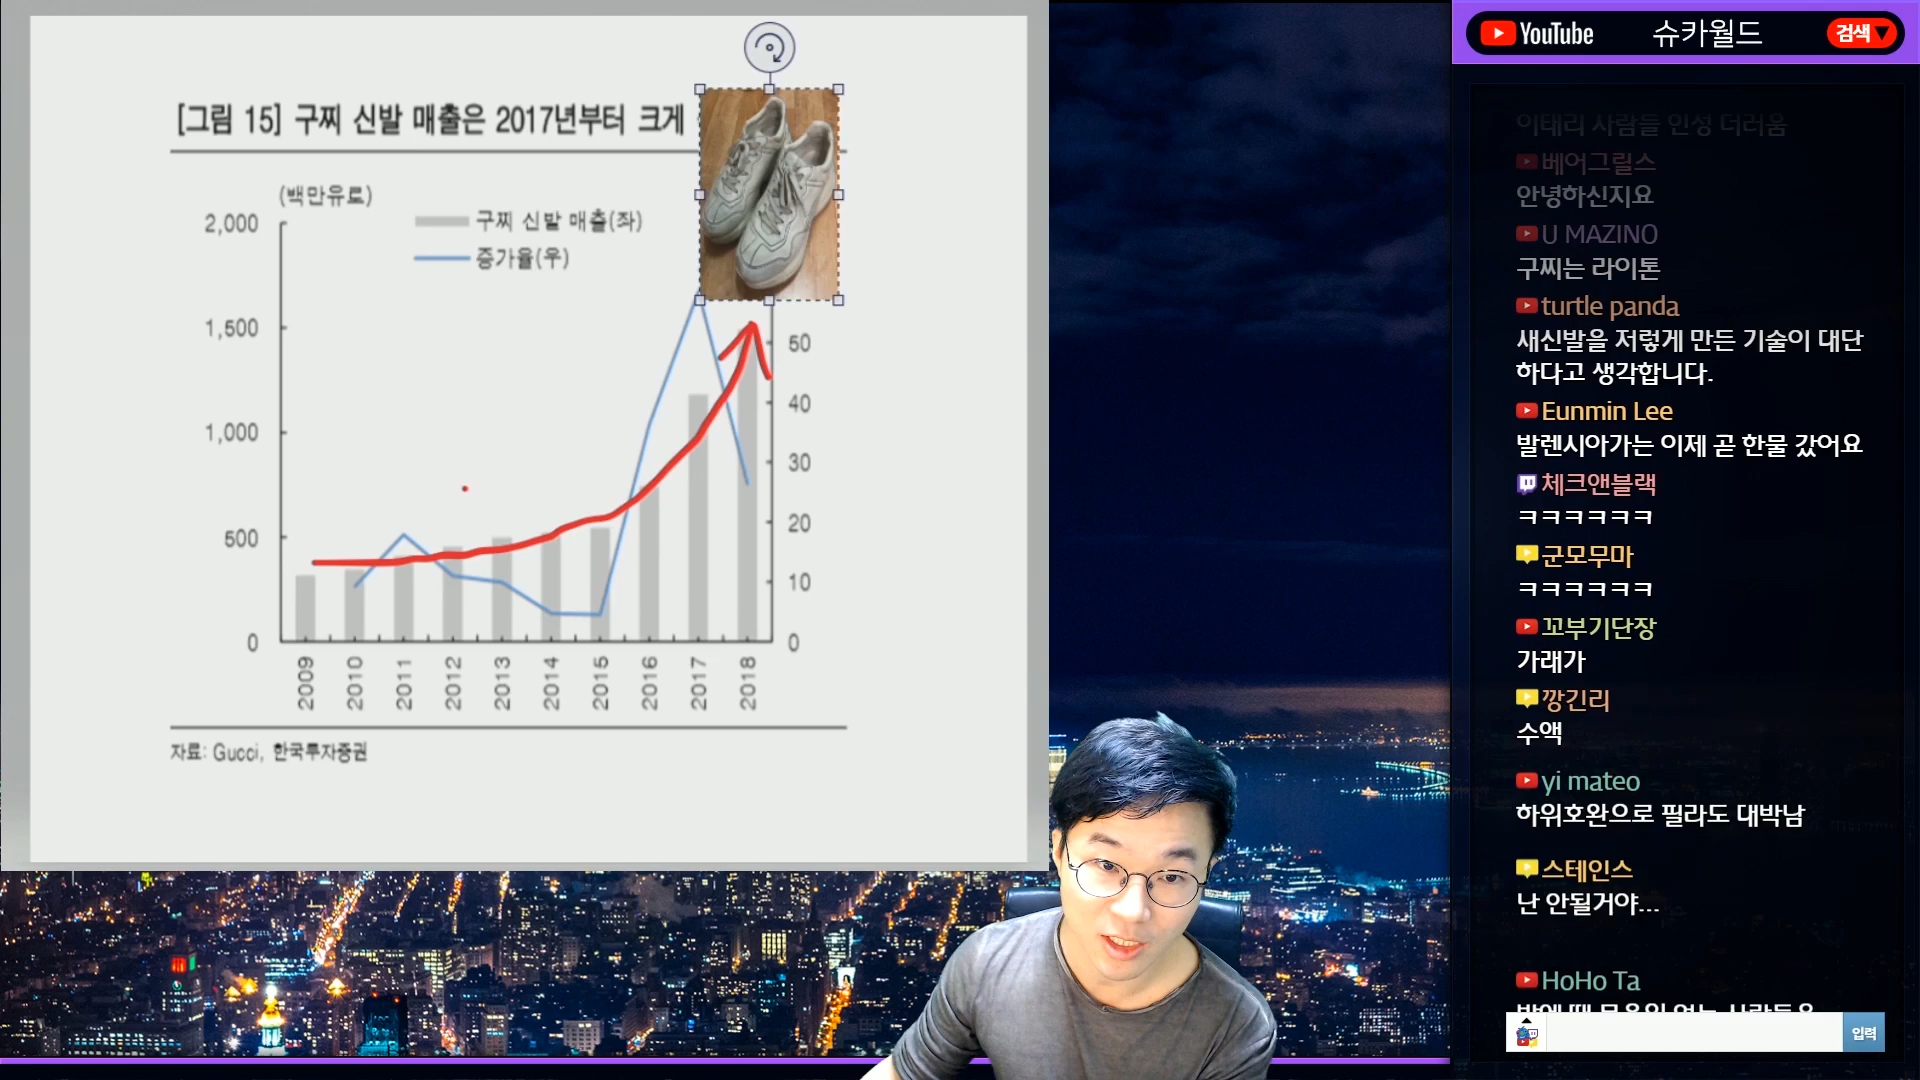 [그림 15] 구찌 신발 매출은 2017년부터 크게
(백만유로)
구찌 신발 매출(좌)
증가율(우)
2,000
1,500
1,000
500
0
50
40
30
20
10
0
2009
2010
2011
2012
2013
2014
2015
2016
2017
2018
자료: Gucci, 한국투자증권
YouTube 슈카월드 검색▼
이태리 사람들 인성 더러움
베어그릴스
안녕하신지요
U MAZINO
구찌는 라이톤
turtle panda
새신발을 저렇게 만든 기술이 대단
하다고 생각합니다.
Eunmin Lee
발렌시아가는 이제 곧 한물 갔어요
체크앤블랙
ㅋㅋㅋㅋㅋㅋ
군모무마
ㅋㅋㅋㅋㅋㅋ
꼬부기단장
가래가
깡긴리
수액
yi mateo
하위호완으로 필라도 대박남
스테인스
난 안될거야...
HoHo Ta
입력